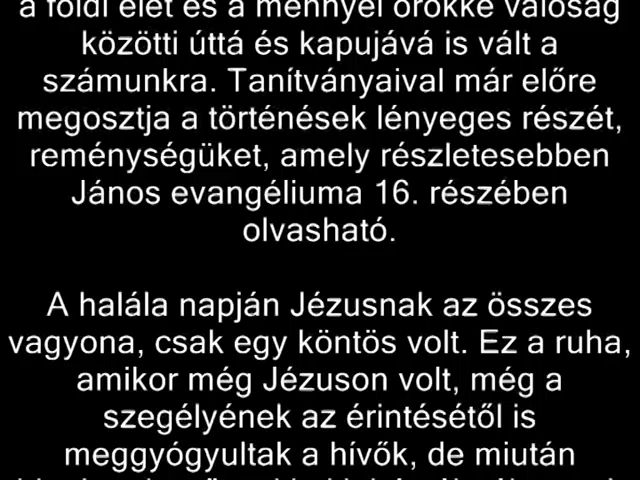 a földi élet és a mennyei örökké valóság
közötti úttá és kapujává is vált a
számunkra. Tanítványaival már előre
megosztja a történések lényeges részét,
reménységüket, amely részletesebben
János evangéliuma 16. részében
olvasható.
A halála napján Jézusnak az összes
vagyona, csak egy köntös volt. Ez a ruha,
amikor még Jézuson volt, még a
szegélyének az érintésétől is
meggyógyultak a hívők, de miután